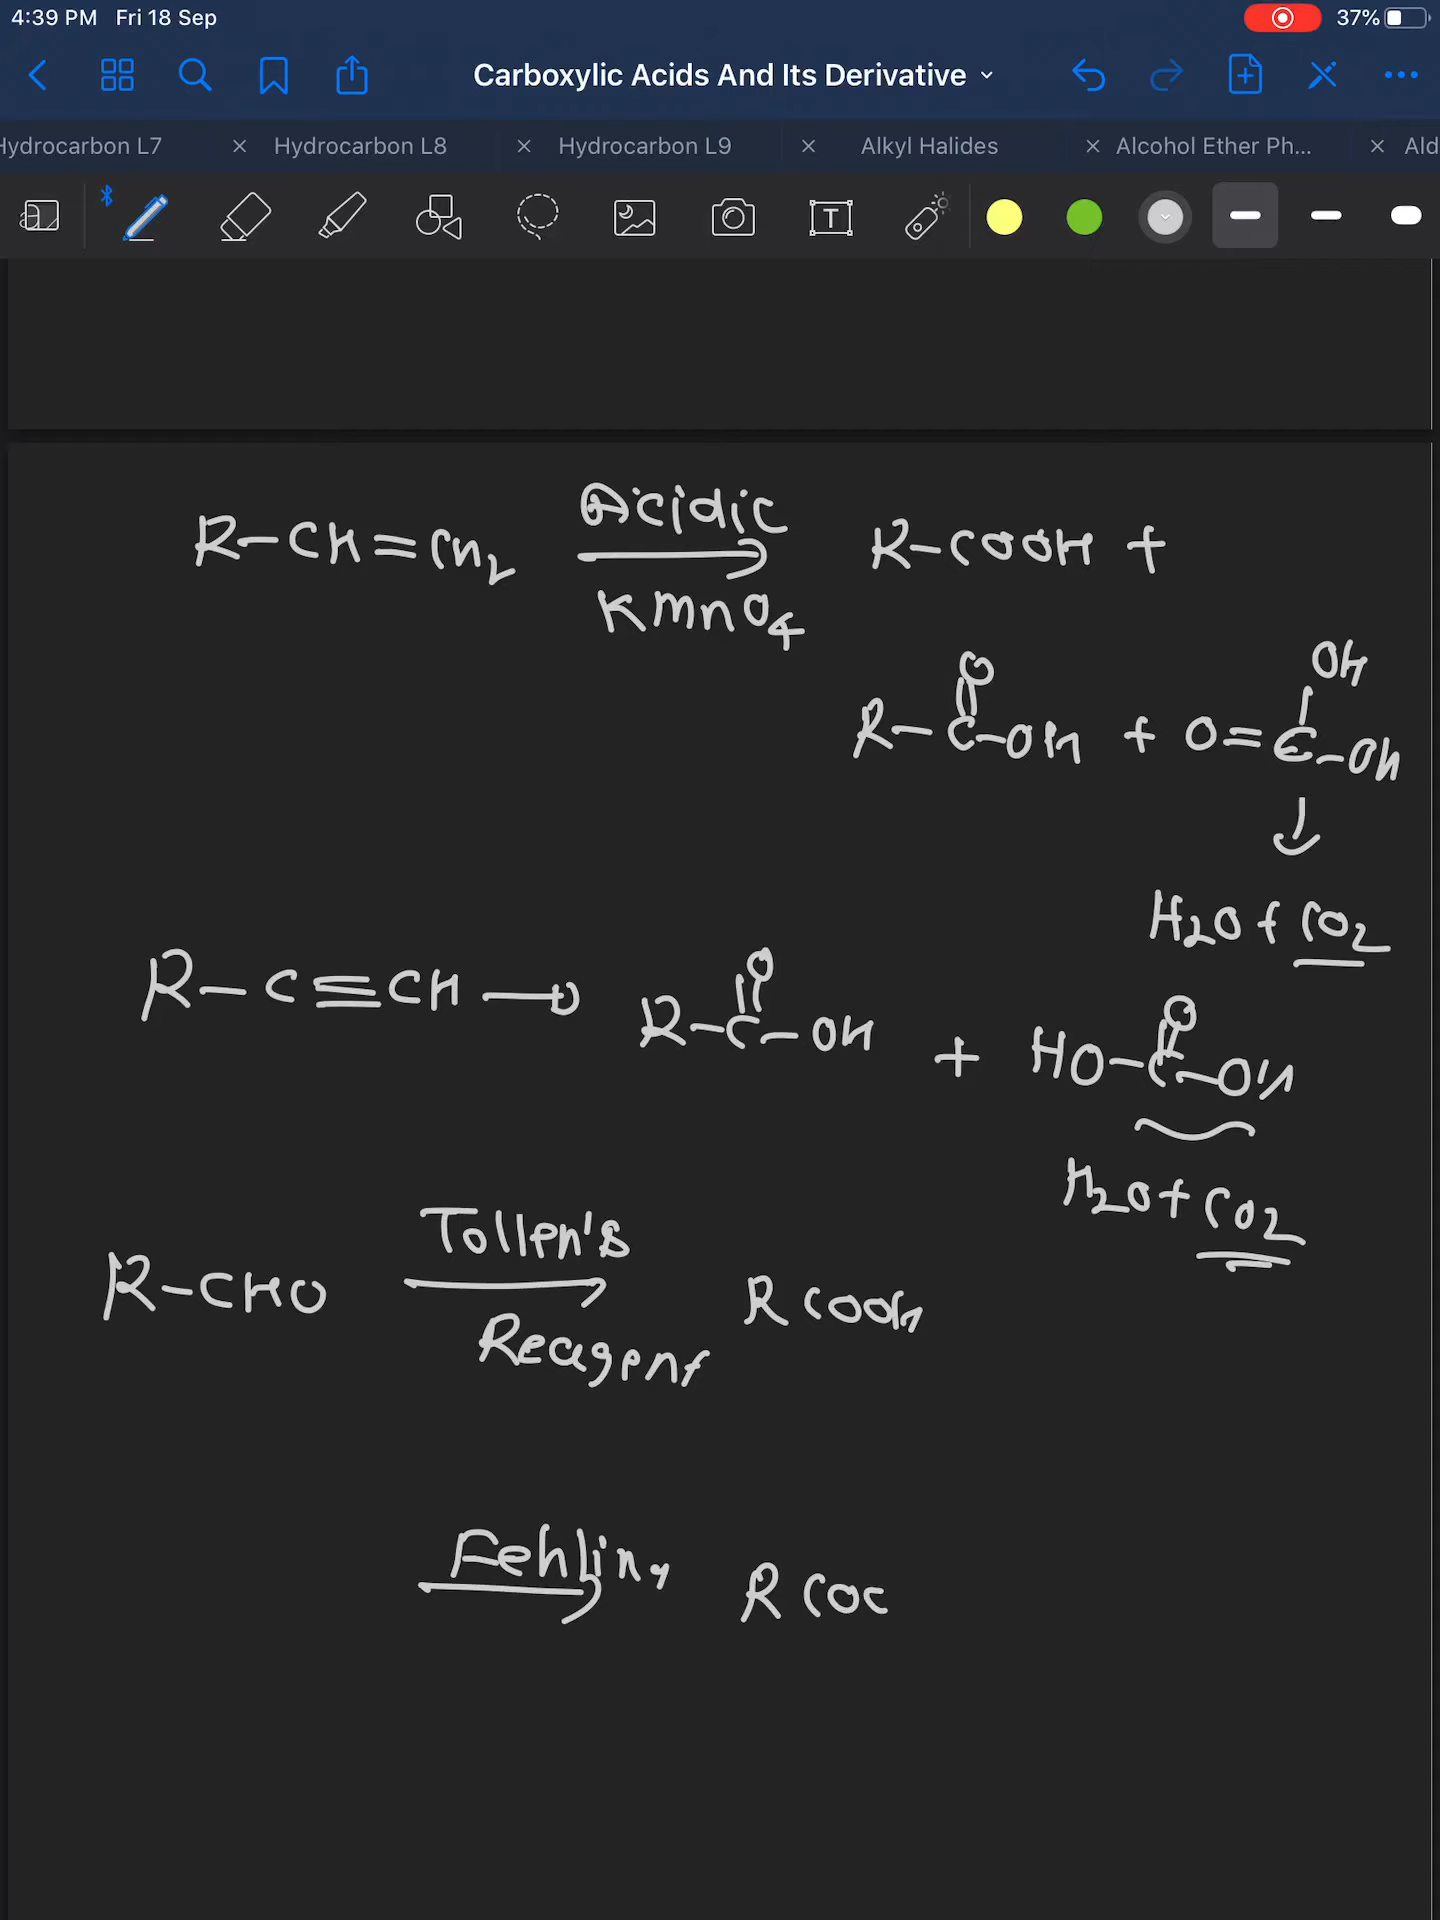 4:39 PM Fri 18 Sep 37%
Carboxylic Acids And Its Derivative
Hydrocarbon L7 × Hydrocarbon L8 × Hydrocarbon L9 × Alkyl Halides × Alcohol Ether Ph... × Ald
a T
R-CH=CH2 Acidic KMnO4 R-COOH +
R-C(=O)-OH + O=C(OH)-OH
H2O + CO2
R-C≡CH → R-C(=O)-OH + HO-C(=O)-OH
H2O + CO2
R-CHO Tollen's Reagent RCOOH
Fehling RCOC